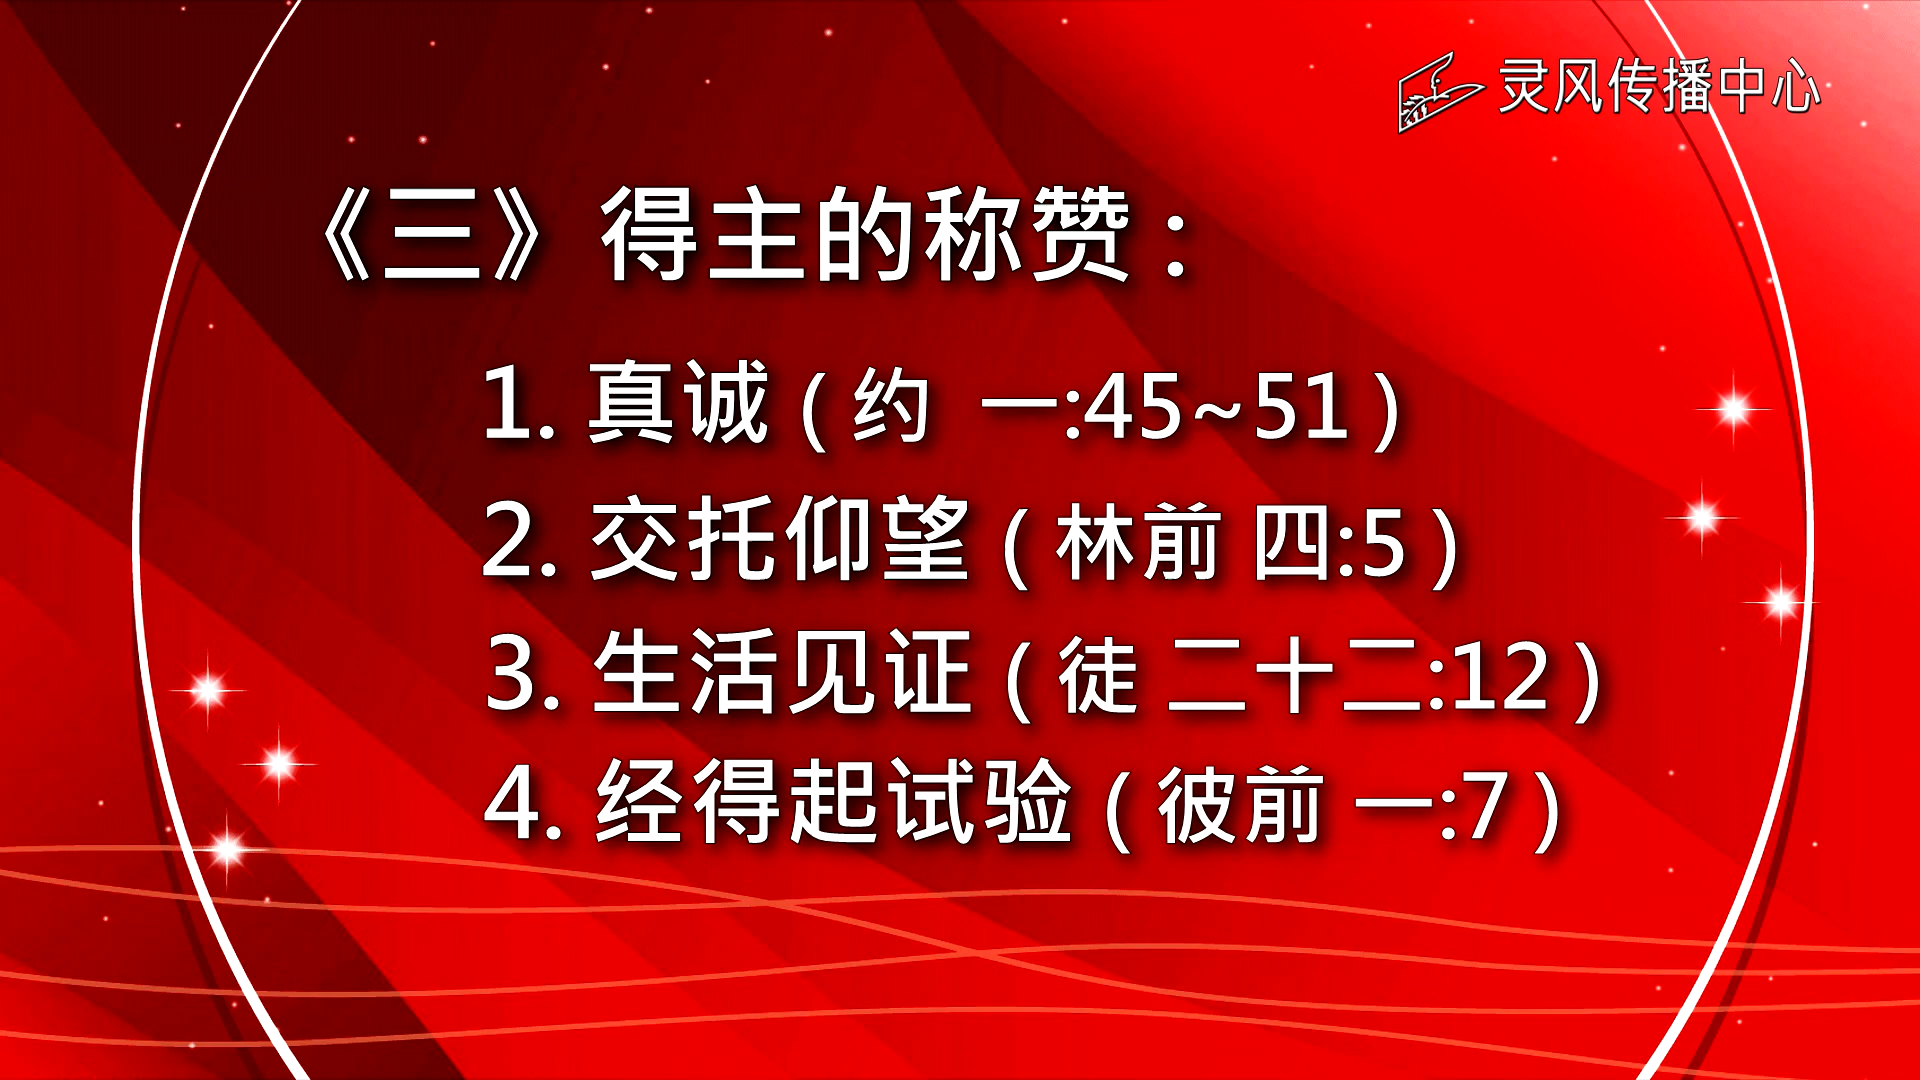 灵风传播中心
《三》得主的称赞：
1. 真诚 ( 约 一:45~51 )
2. 交托仰望 ( 林前 四:5 )
3. 生活见证 ( 徒 二十二:12 )
4. 经得起试验 ( 彼前 一:7 )